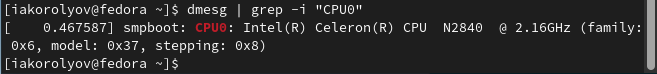 [iakorolyov@fedora ~]$ dmesg | grep -i "CPU0"
[    0.467587] smpboot: CPU0: Intel(R) Celeron(R) CPU  N2840  @ 2.16GHz (family:
0x6, model: 0x37, stepping: 0x8)
[iakorolyov@fedora ~]$